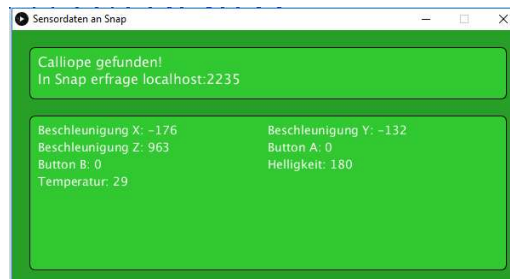 Sensordaten an Snap
Calliope gefunden!
In Snap erfrage localhost:2235
Beschleunigung X: -176 Beschleunigung Y: -132
Beschleunigung Z: 963 Button A: 0
Button B: 0 Helligkeit: 180
Temperatur: 29